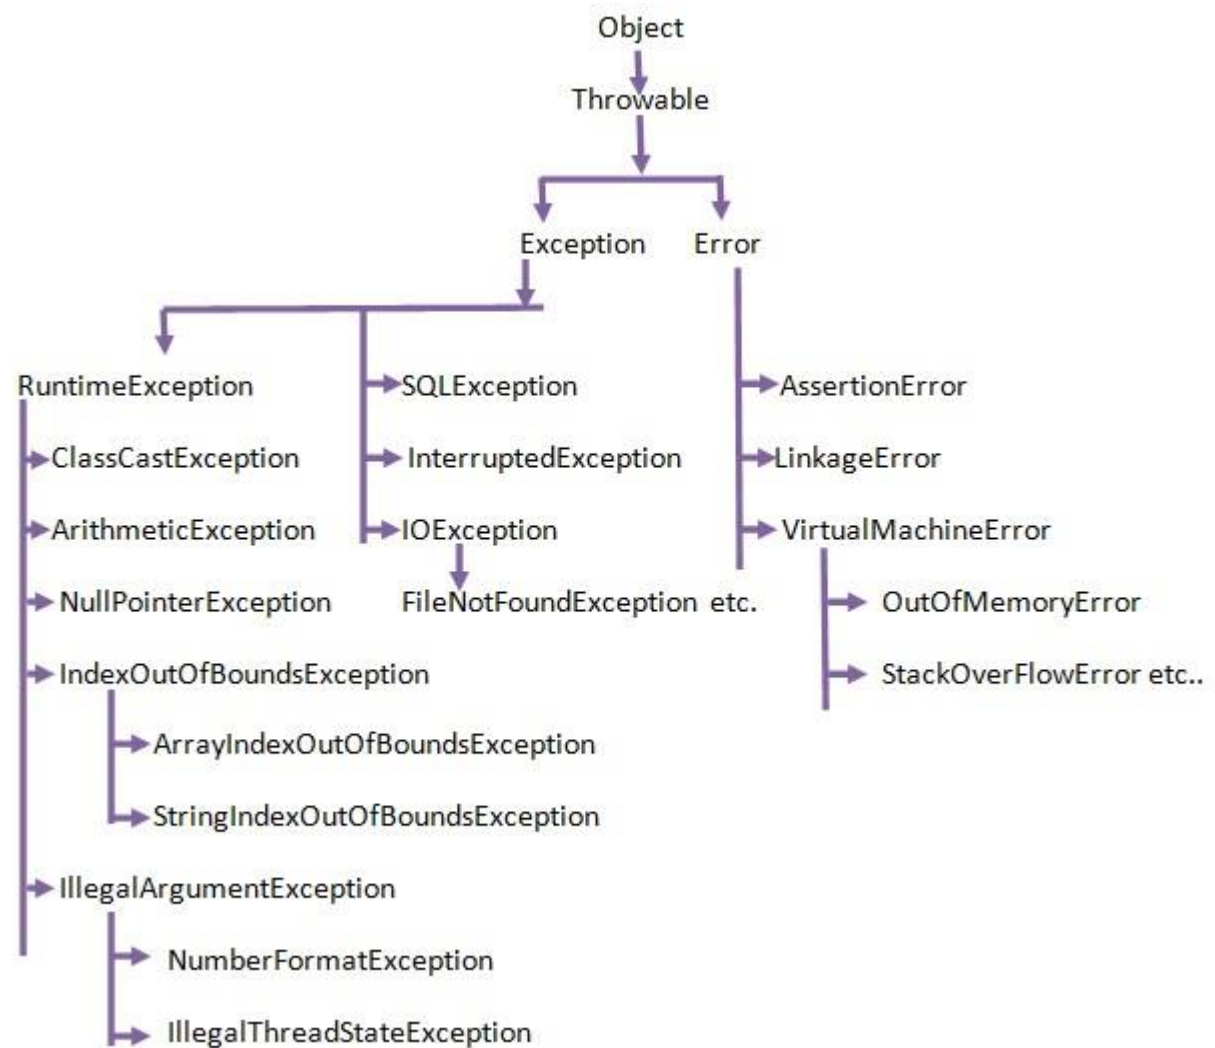 Object
Throwable
Exception Error
RuntimeException SQLException AssertionError
ClassCastException InterruptedException LinkageError
ArithmeticException IOException VirtualMachineError
NullPointerException FileNotFoundException etc. OutOfMemoryError
IndexOutOfBoundsException StackOverFlowError etc..
ArrayIndexOutOfBoundsException
StringIndexOutOfBoundsException
IllegalArgumentException
NumberFormatException
IllegalThreadStateException